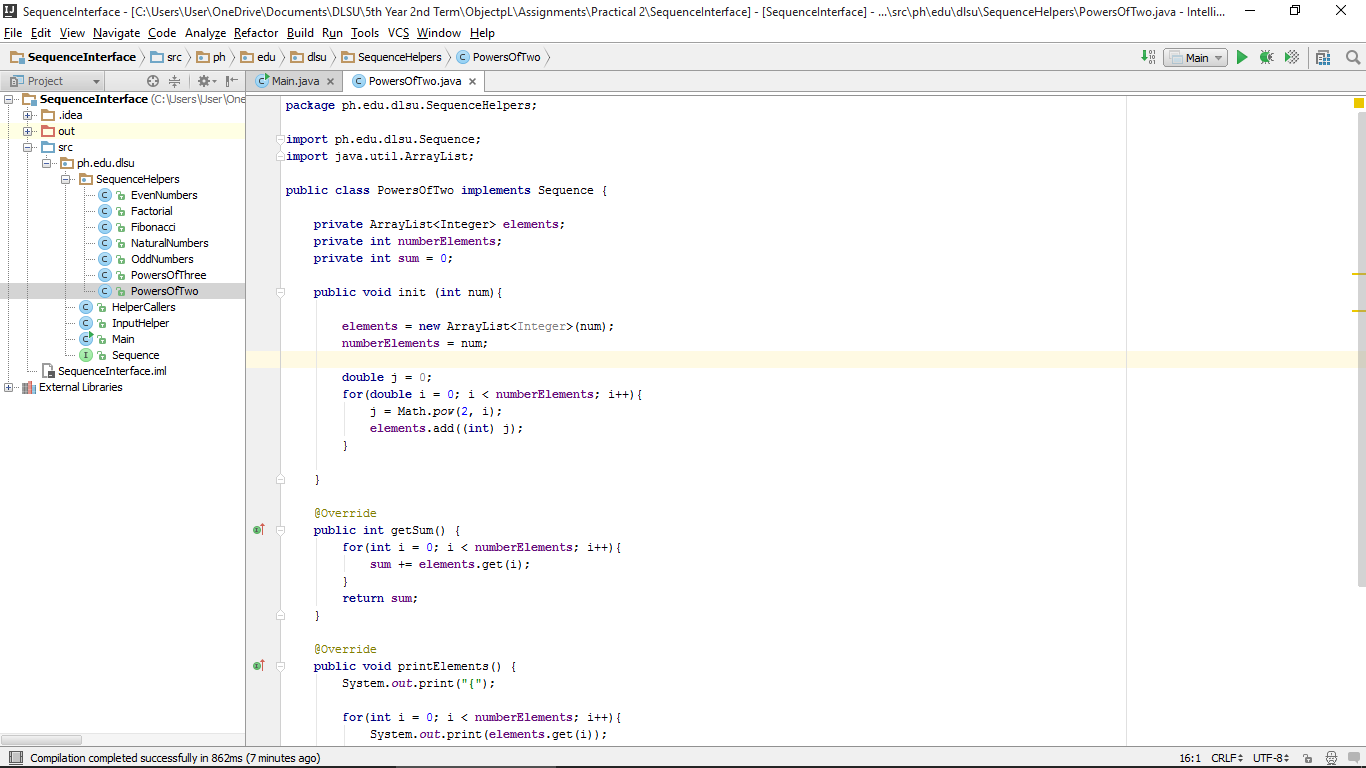 SequenceInterface - [C:\Users\User\OneDrive\Documents\DLSU\5th Year 2nd Term\ObjectpL\Assignments\Practical 2\SequenceInterface] - [SequenceInterface] - ...\src\ph\edu\dlsu\SequenceHelpers\PowersOfTwo.java - Intelli...
File Edit View Navigate Code Analyze Refactor Build Run Tools VCS Window Help
SequenceInterface src ph edu dlsu SequenceHelpers PowersOfTwo Main
Project
Main.java PowersOfTwo.java
SequenceInterface (C:\Users\User\One
.idea
out
src
ph.edu.dlsu
SequenceHelpers
EvenNumbers
Factorial
Fibonacci
NaturalNumbers
OddNumbers
PowersOfThree
PowersOfTwo
HelperCallers
InputHelper
Main
Sequence
SequenceInterface.iml
External Libraries
package ph.edu.dlsu.SequenceHelpers;
import ph.edu.dlsu.Sequence;
import java.util.ArrayList;
public class PowersOfTwo implements Sequence {
private ArrayList<Integer> elements;
private int numberElements;
private int sum = 0;
public void init (int num){
elements = new ArrayList<Integer>(num);
numberElements = num;
double j = 0;
for(double i = 0; i < numberElements; i++){
j = Math.pow(2, i);
elements.add((int) j);
}
}
@Override
public int getSum() {
for(int i = 0; i < numberElements; i++){
sum += elements.get(i);
}
return sum;
}
@Override
public void printElements() {
System.out.print("{");
for(int i = 0; i < numberElements; i++){
System.out.print(elements.get(i));
Compilation completed successfully in 862ms (7 minutes ago) 16:1 CRLF UTF-8